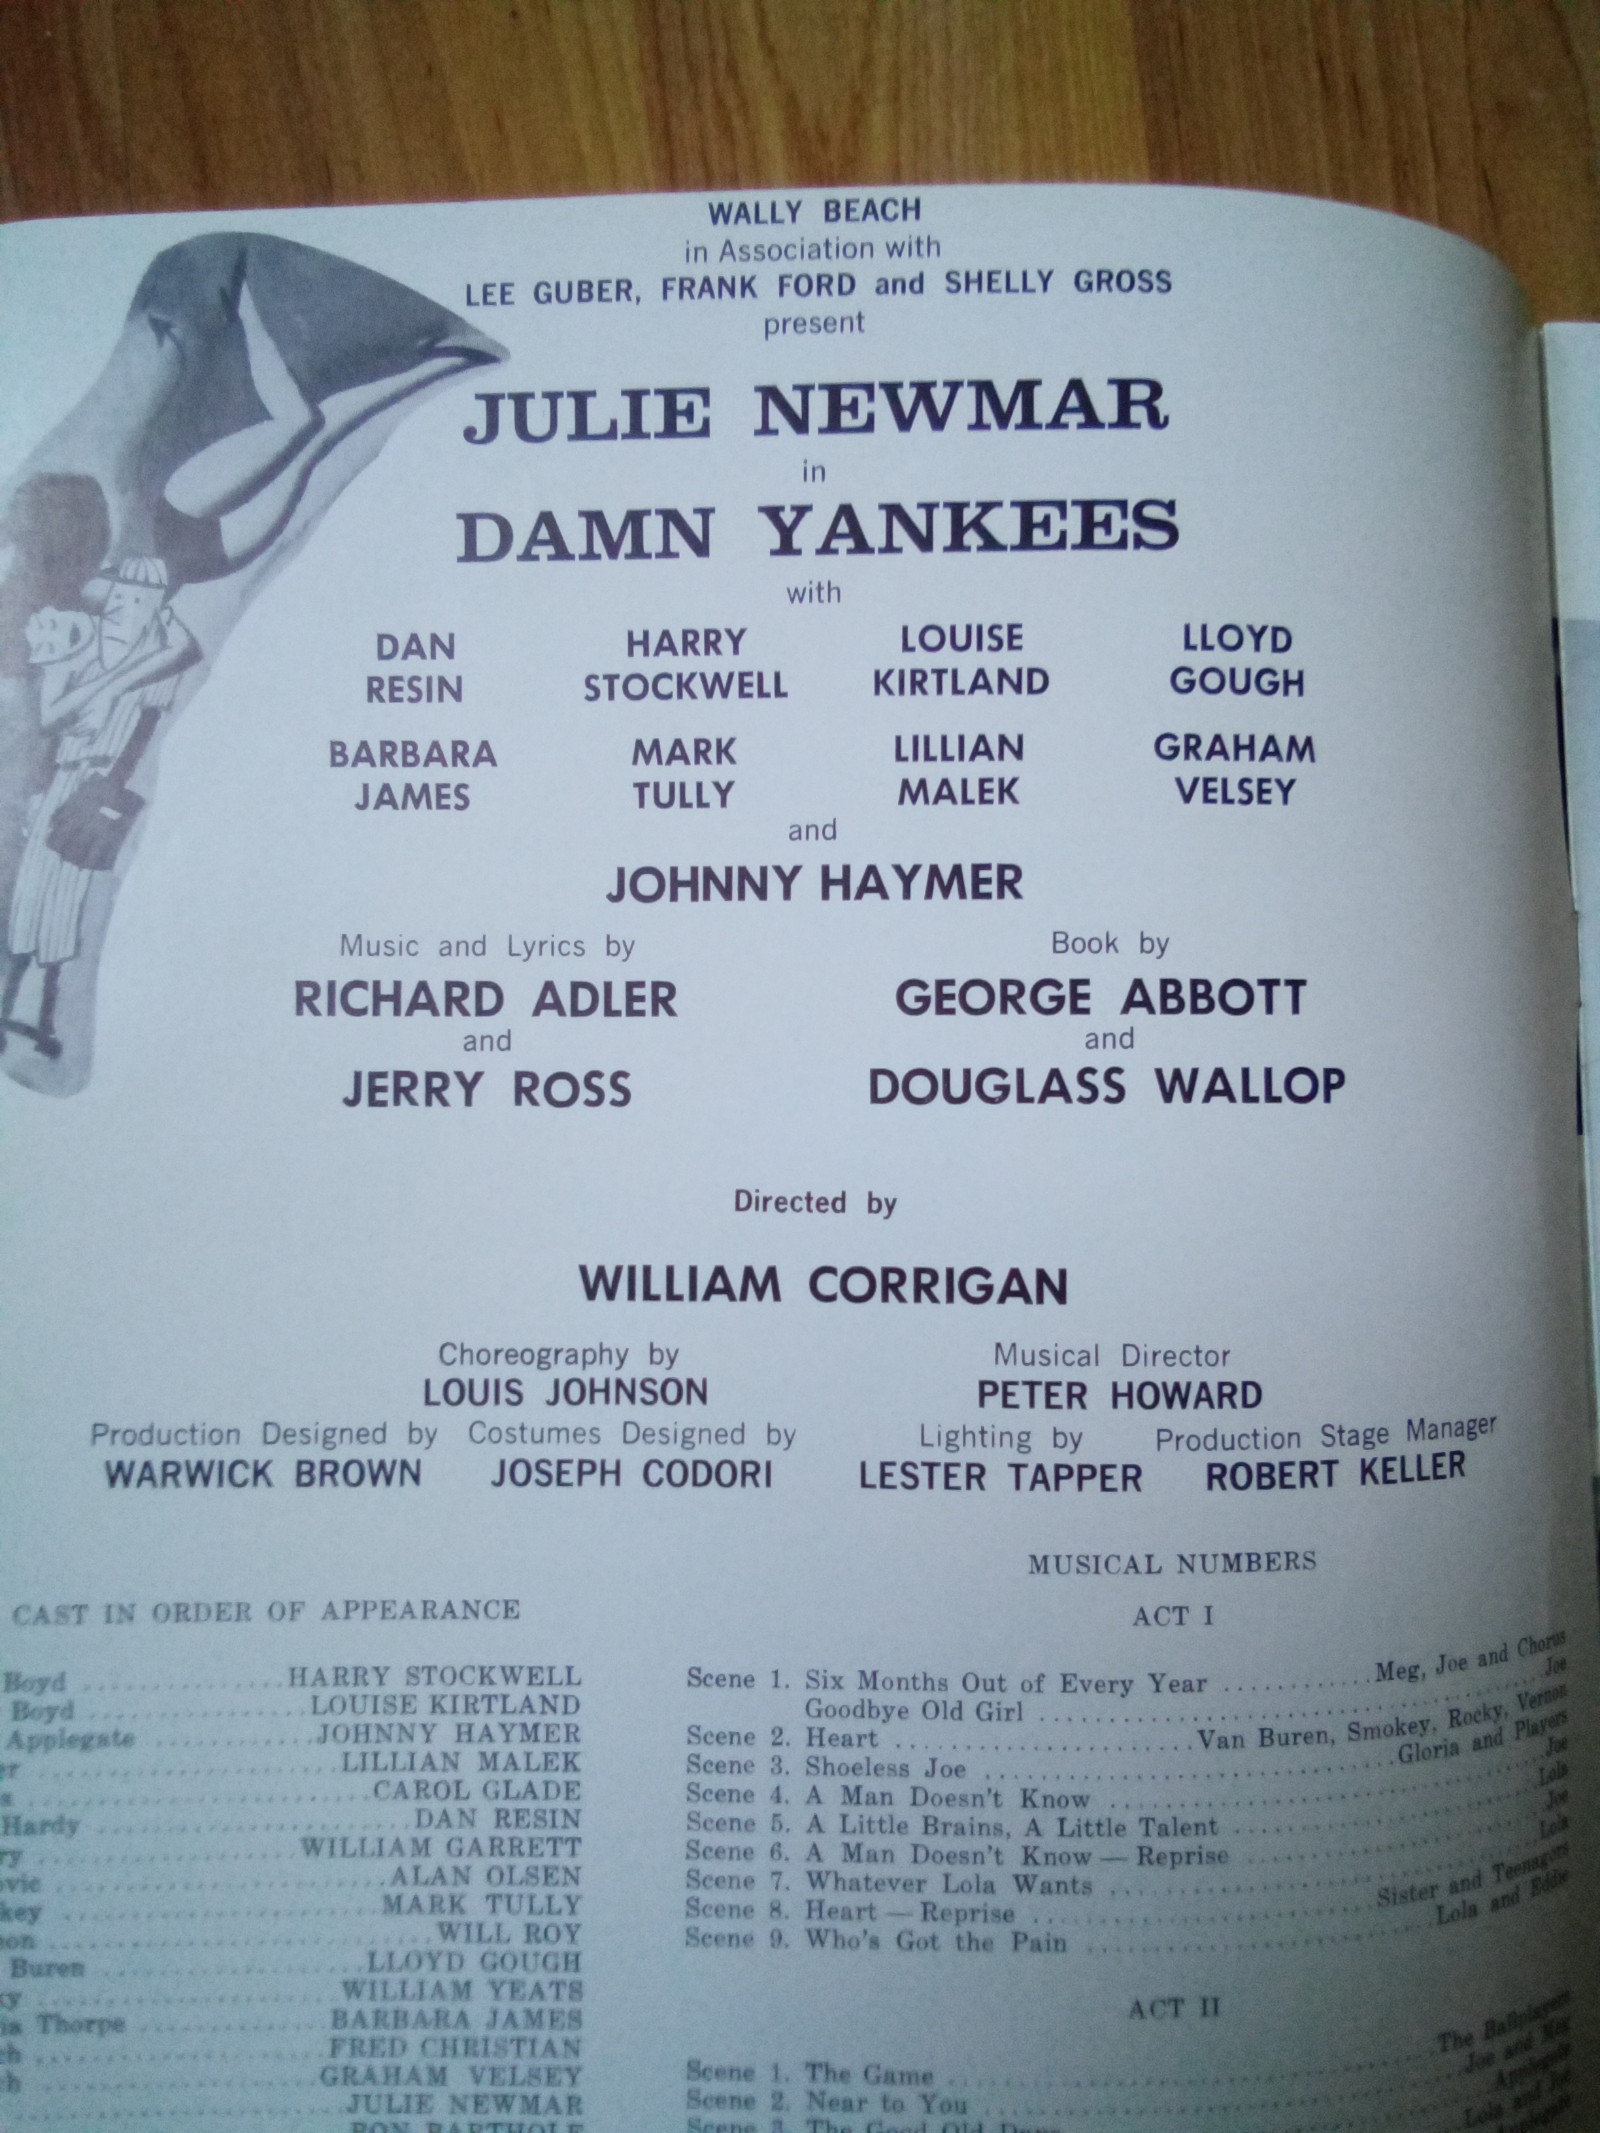 WALLY BEACH
in Association with
LEE GUBER, FRANK FORD and SHELLY GROSS
present
JULIE NEWMAR
in
DAMN YANKEES
with
DAN HARRY LOUISE LLOYD
RESIN STOCKWELL KIRTLAND GOUGH
BARBARA MARK LILLIAN GRAHAM
JAMES TULLY MALEK VELSEY
and
JOHNNY HAYMER
Music and Lyrics by Book by
RICHARD ADLER GEORGE ABBOTT
and and
JERRY ROSS DOUGLASS WALLOP
Directed by
WILLIAM CORRIGAN
Choreography by Musical Director
LOUIS JOHNSON PETER HOWARD
Production Designed by Costumes Designed by Lighting by Production Stage Manager
WARWICK BROWN JOSEPH CODORI LESTER TAPPER ROBERT KELLER
CAST IN ORDER OF APPEARANCE
Boyd ............... HARRY STOCKWELL
Boyd ............... LOUISE KIRTLAND
Applegate ............ JOHNNY HAYMER
............ LILLIAN MALEK
............ CAROL GLADE
Hardy ............ DAN RESIN
............ WILLIAM GARRETT
............ ALAN OLSEN
............ MARK TULLY
............ WILL ROY
Buren ............ LLOYD GOUGH
............ WILLIAM YEATS
Thorpe ............ BARBARA JAMES
............ FRED CHRISTIAN
............ GRAHAM VELSEY
............ JULIE NEWMAR
MUSICAL NUMBERS
ACT I
Scene 1. Six Months Out of Every Year ............ Meg, Joe and Chorus
Goodbye Old Girl ............ Joe
Scene 2. Heart ............ Van Buren, Smokey, Rocky, Vernon
Scene 3. Shoeless Joe ............ Gloria and Players
Scene 4. A Man Doesn't Know ............ Joe
Scene 5. A Little Brains, A Little Talent ............ Lola
Scene 6. A Man Doesn't Know — Reprise ............ Joe
Scene 7. Whatever Lola Wants ............ Lola
Scene 8. Heart — Reprise ............ Sister and Teenagers
Scene 9. Who's Got the Pain ............ Lola and Eddie
ACT II
Scene 1. The Game ............ The Ballplayers
Scene 2. Near to You ............ Joe and Meg
Scene 3. The Good Old Days ............ Applegate
Lola and Joe